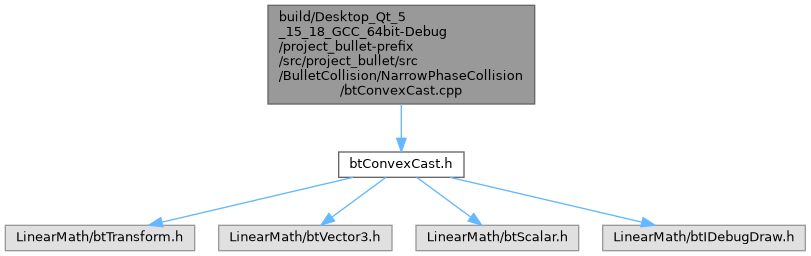 build/Desktop_Qt_5
_15_18_GCC_64bit-Debug
/project_bullet-prefix
/src/project_bullet/src
/BulletCollision/NarrowPhaseCollision
/btConvexCast.cpp
btConvexCast.h
LinearMath/btTransform.h
LinearMath/btVector3.h
LinearMath/btScalar.h
LinearMath/btIDebugDraw.h